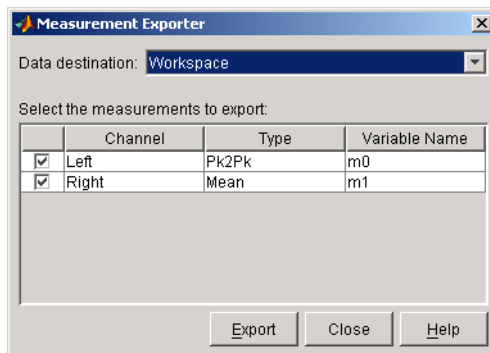 Measurement Exporter
Data destination: Workspace
Select the measurements to export:
Channel Type Variable Name
Left Pk2Pk m0
Right Mean m1
Export Close Help